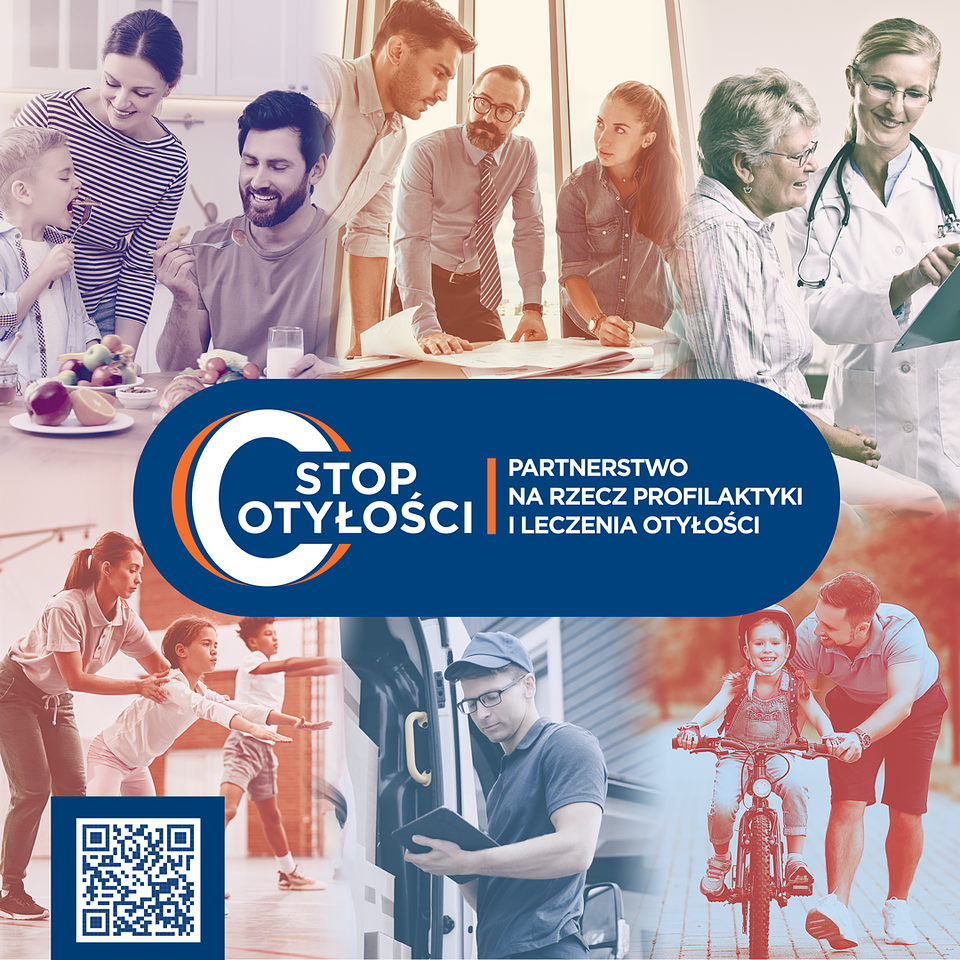 STOP
OTYŁOŚCI
PARTNERSTWO
NA RZECZ PROFILAKTYKI
I LECZENIA OTYŁOŚCI